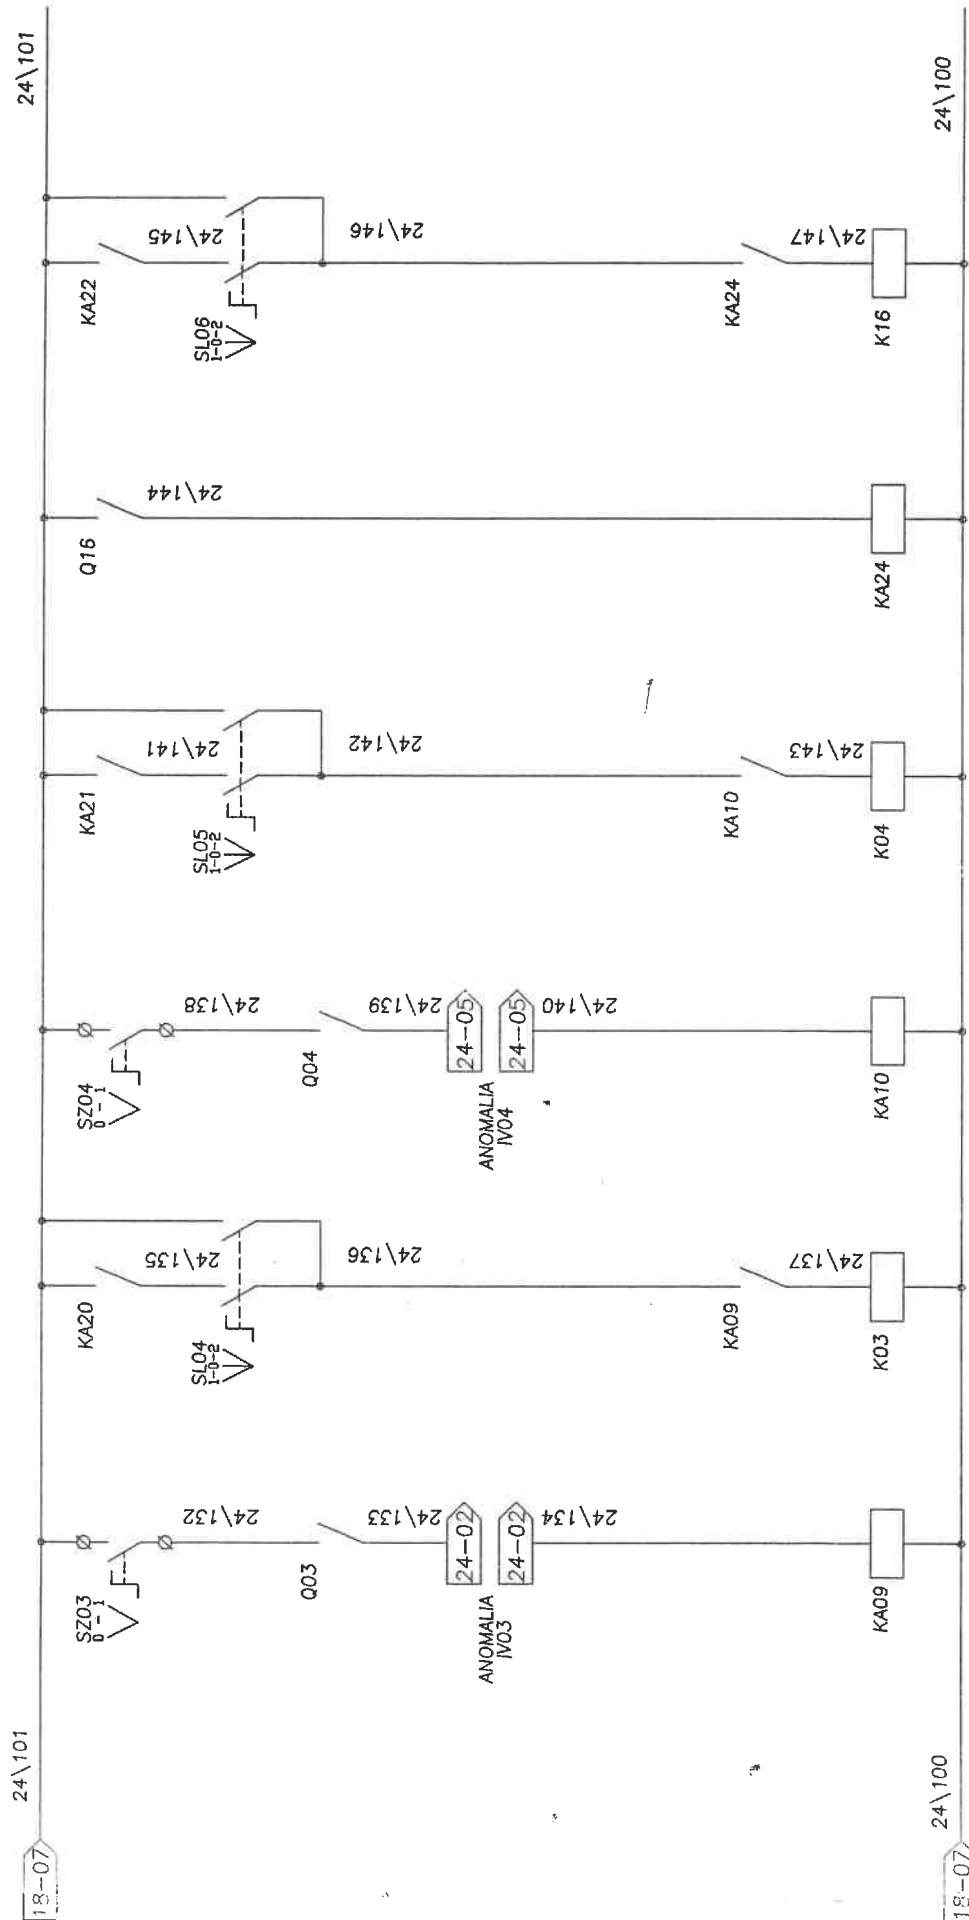 18-07
24\101
24\101
SZ03
0 - 1
24\132
Q03
24\133
24-02
ANOMALIA
IV03
24-02
24\134
KA09
KA20
24\135
SL04
1-0-2
24\136
KA09
24\137
K03
SZ04
0 - 1
24\138
Q04
24\139
24-05
ANOMALIA
IV04
24-05
24\140
KA10
KA21
24\141
SL05
1-0-2
24\142
KA10
24\143
K04
Q16
24\144
KA24
KA22
24\145
SL06
1-0-2
24\146
KA24
24\147
K16
18-07
24\100
24\100